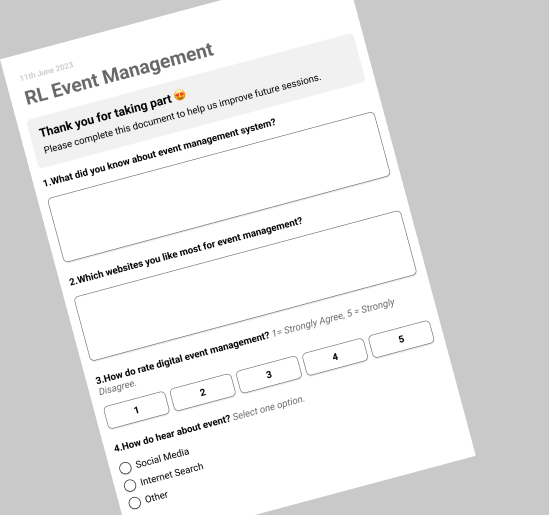 11th June 2023
RL Event Management
Thank you for taking part 😍
Please complete this document to help us improve future sessions.
1.What did you know about event management system?
2.Which websites you like most for event management?
3.How do rate digital event management? 1= Strongly Agree, 5 = Strongly
Disagree.
1 2 3 4 5
4.How do hear about event? Select one option.
Social Media
Internet Search
Other